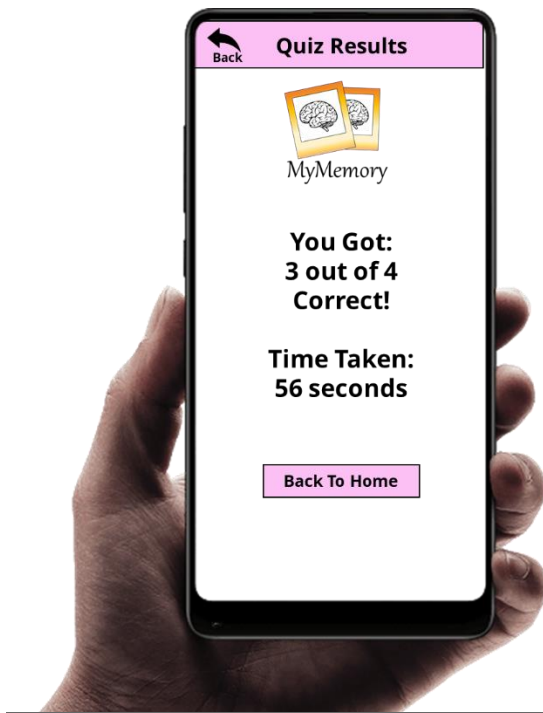 Back
Quiz Results
MyMemory
You Got:
3 out of 4
Correct!
Time Taken:
56 seconds
Back To Home